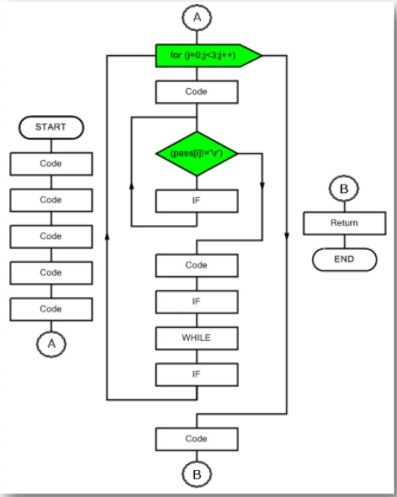 START
Code
Code
Code
Code
Code
A
A
for (j=0;j<3;j++)
Code
(pass[i]!='\r')
IF
Code
IF
WHILE
IF
Code
B
B
Return
END